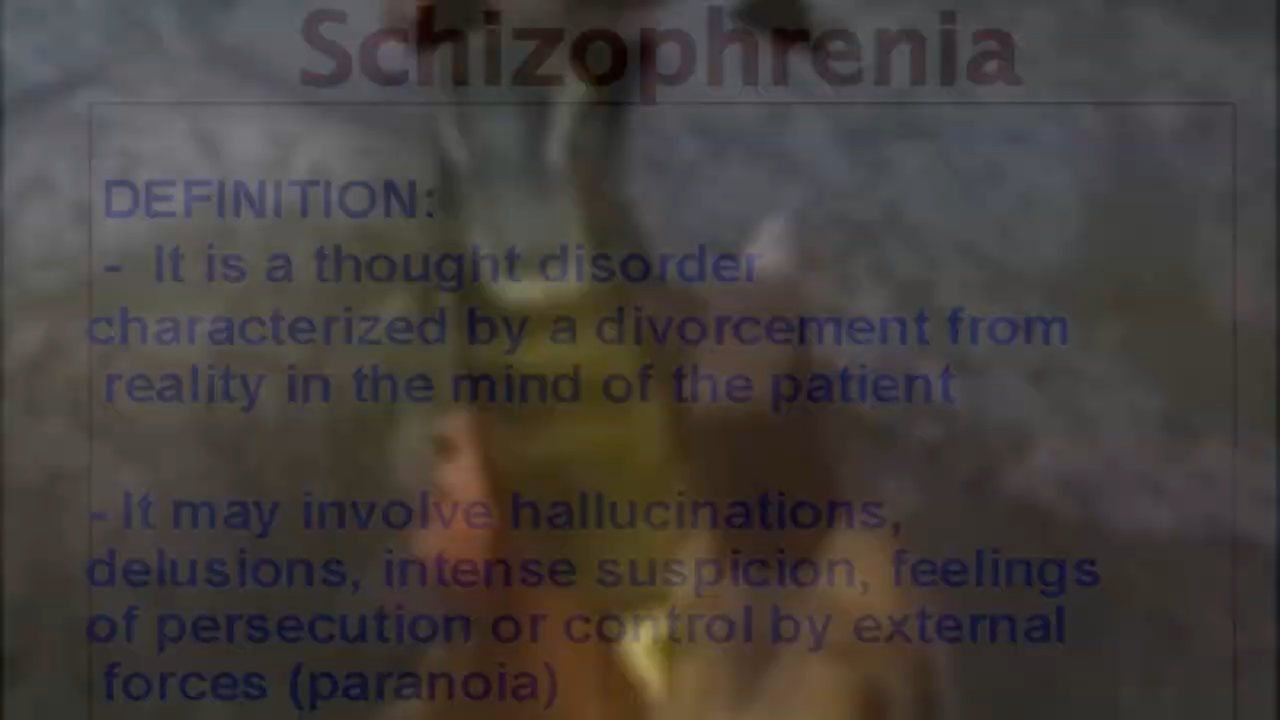 Schizophrenia
DEFINITION:
- It is a thought disorder
characterized by a divorcement from
reality in the mind of the patient
- It may involve hallucinations,
delusions, intense suspicion, feelings
of persecution or control by external
forces (paranoia)